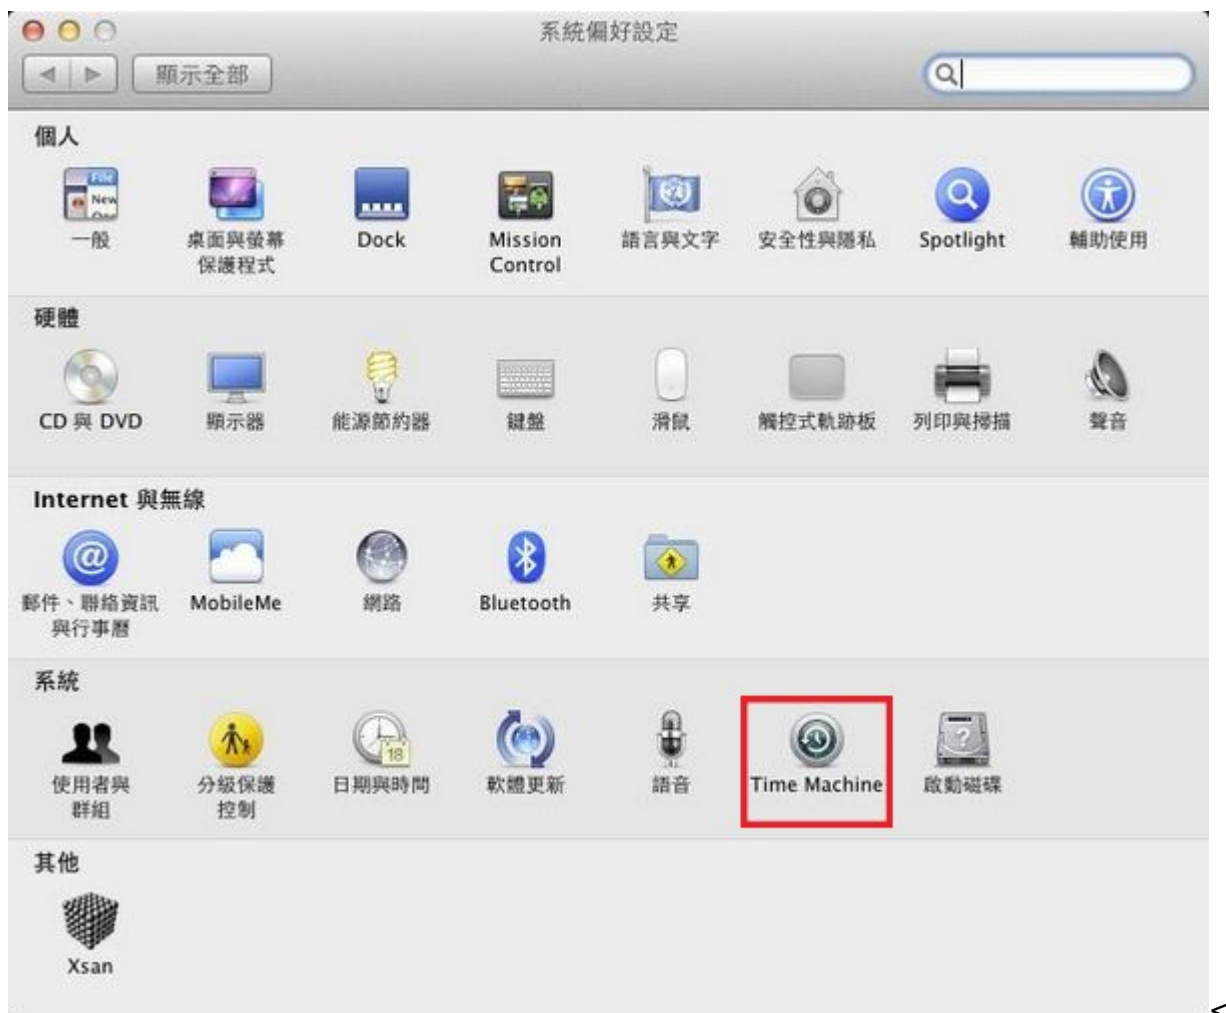 系統偏好設定
顯示全部
個人
File
New
一般
桌面與螢幕
保護程式
Dock
Mission
Control
語言與文字
安全性與隱私
Spotlight
輔助使用
硬體
CD 與 DVD
顯示器
能源節約器
鍵盤
滑鼠
觸控式軌跡板
列印與掃描
聲音
Internet 與無線
@
郵件、聯絡資訊
與行事曆
MobileMe
網路
Bluetooth
共享
系統
使用者與
群組
分級保護
控制
18
日期與時間
軟體更新
語音
Time Machine
?
啟動磁碟
其他
Xsan
<